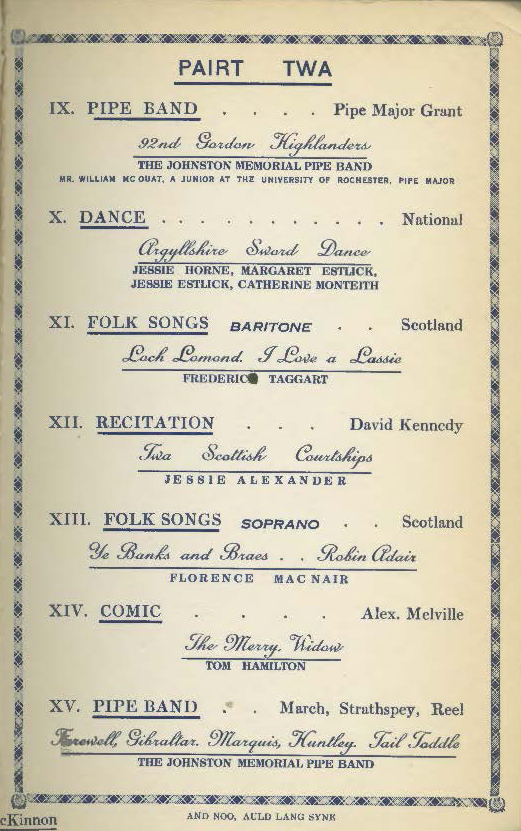 PAIRT TWA
IX. PIPE BAND . . . . Pipe Major Grant
92nd Gordon Highlanders
THE JOHNSTON MEMORIAL PIPE BAND
MR. WILLIAM MC OUAT, A JUNIOR AT THE UNIVERSITY OF ROCHESTER, PIPE MAJOR
X. DANCE . . . . . . . . . . . National
Argyllshire Sword Dance
JESSIE HORNE, MARGARET ESTLICK,
JESSIE ESTLICK, CATHERINE MONTEITH
XI. FOLK SONGS BARITONE . . Scotland
Loch Lomond. I Love a Lassie
FREDERIC TAGGART
XII. RECITATION . . . David Kennedy
Twa Scottish Courtships
JESSIE ALEXANDER
XIII. FOLK SONGS SOPRANO . . Scotland
Ye Banks and Braes . . Robin Adair
FLORENCE MAC NAIR
XIV. COMIC . . . . Alex. Melville
The Merry. Widow
TOM HAMILTON
XV. PIPE BAND . . March, Strathspey, Reel
Farewell, Gibraltar. Marquis, Huntley. Tail Toddle
THE JOHNSTON MEMORIAL PIPE BAND
cKinnon
AND NOO, AULD LANG SYNE